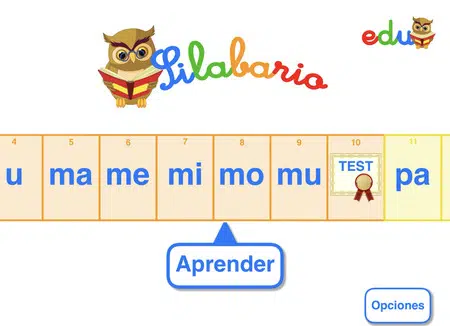 Silabario
edu
4 5 6 7 8 9 10 11
u ma me mi mo mu TEST pa
Aprender
Opciones